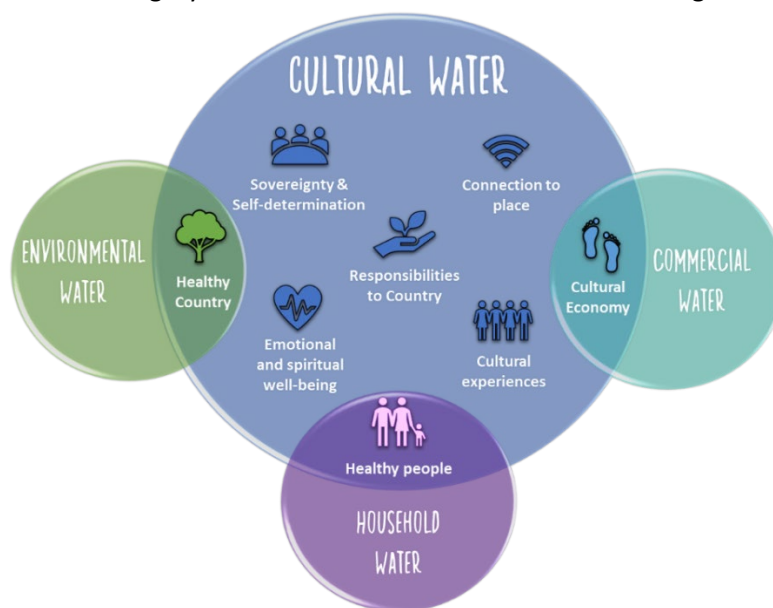 CULTURAL WATER
Sovereignty &
Self-determination
Connection to
place
ENVIRONMENTAL
WATER
Healthy
Country
Responsibilities
to Country
Cultural
Economy
COMMERCIAL
WATER
Emotional
and spiritual
well-being
Cultural
experiences
Healthy people
HOUSEHOLD
WATER